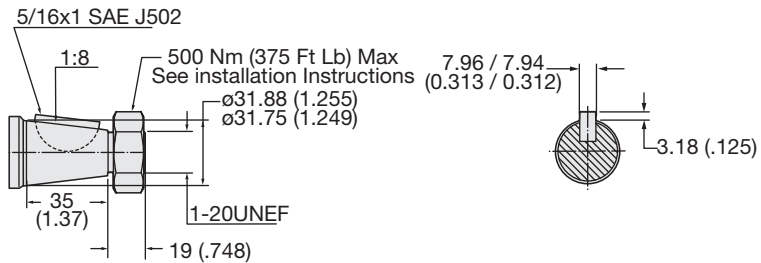 5/16x1 SAE J502
1:8
500 Nm (375 Ft Lb) Max
See installation Instructions
ø31.88 (1.255)
ø31.75 (1.249)
35
(1.37)
1-20UNEF
19 (.748)
7.96 / 7.94
(0.313 / 0.312)
3.18 (.125)